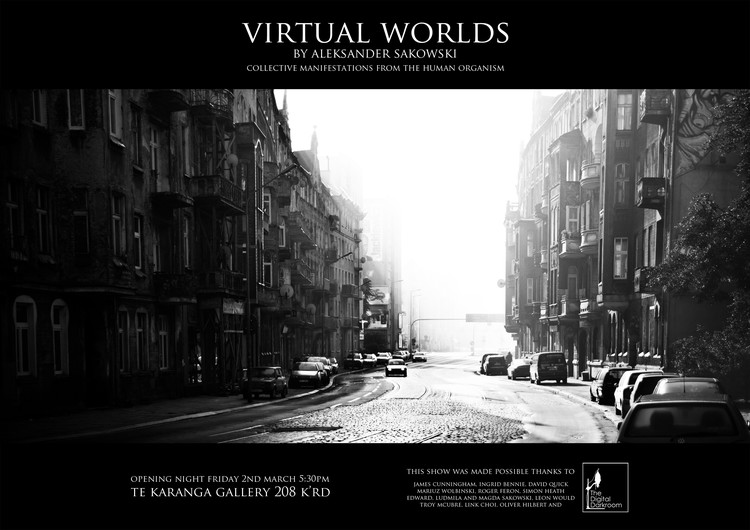 VIRTUAL WORLDS
BY ALEKSANDER SAKOWSKI
COLLECTIVE MANIFESTATIONS FROM THE HUMAN ORGANISM
OPENING NIGHT FRIDAY 2ND MARCH 5:30PM
TE KARANGA GALLERY 208 K'RD
THIS SHOW WAS MADE POSSIBLE THANKS TO
JAMES CUNNINGHAM, INGRID BENNIE, DAVID QUICK
MARIUZ WOLBINSKI, ROGER FERON, SIMON HEATH
EDWARD, LUDMILA AND MAGDA SAKOWSKI, LEON WOULD
TROY MCUBRE, LINK CHOI, OLIVER HILBERT AND
The
Digital
Darkroom